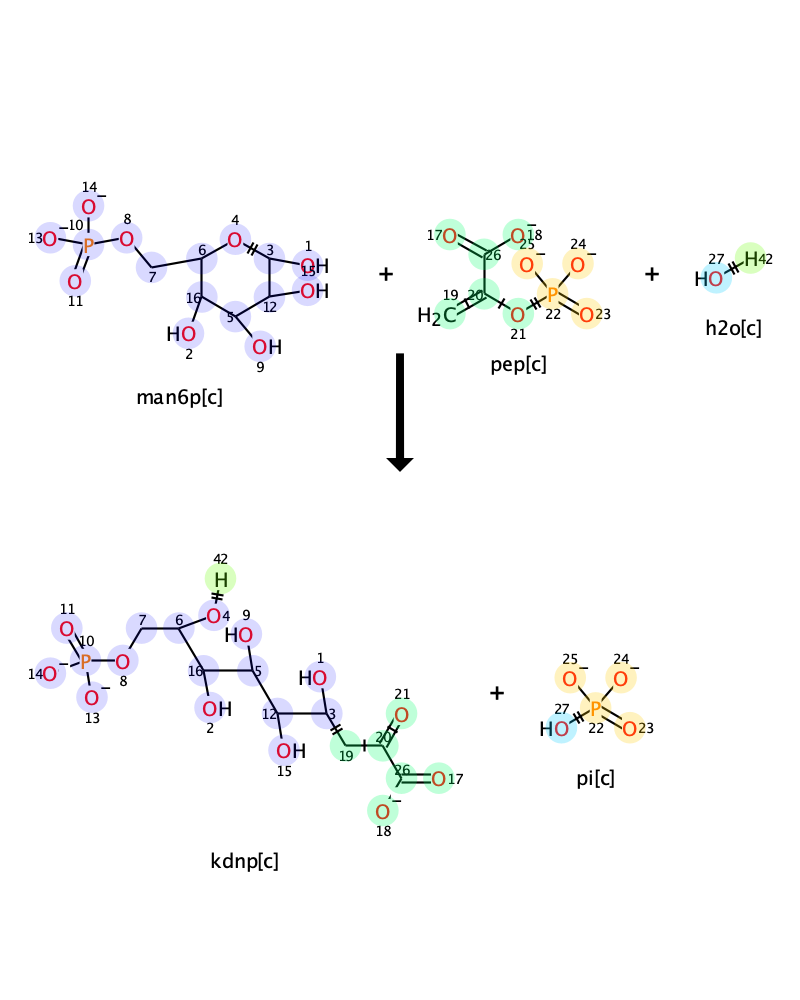 14
O−
13 O− 10 P 8 O 4 O 3 1 OH
11 O 7 6 15 OH
16 5 12
HO 2
OH 9
man6p[c]
+
17 O O− 18
26 25 O− 24 O−
19 H2C 20 O 21 P 22 O 23
pep[c]
+
27 HO H 42
h2o[c]
42
H
11 O 7 6 O 4 9 HO
10 P O 8 16 5 1 HO
14 O− O− 13 OH 2 12 3 21 O
OH 15 19 20
26 O 17
O− 18
kdnp[c]
+
25 O− 24 O−
27 HO P 22 O 23
pi[c]